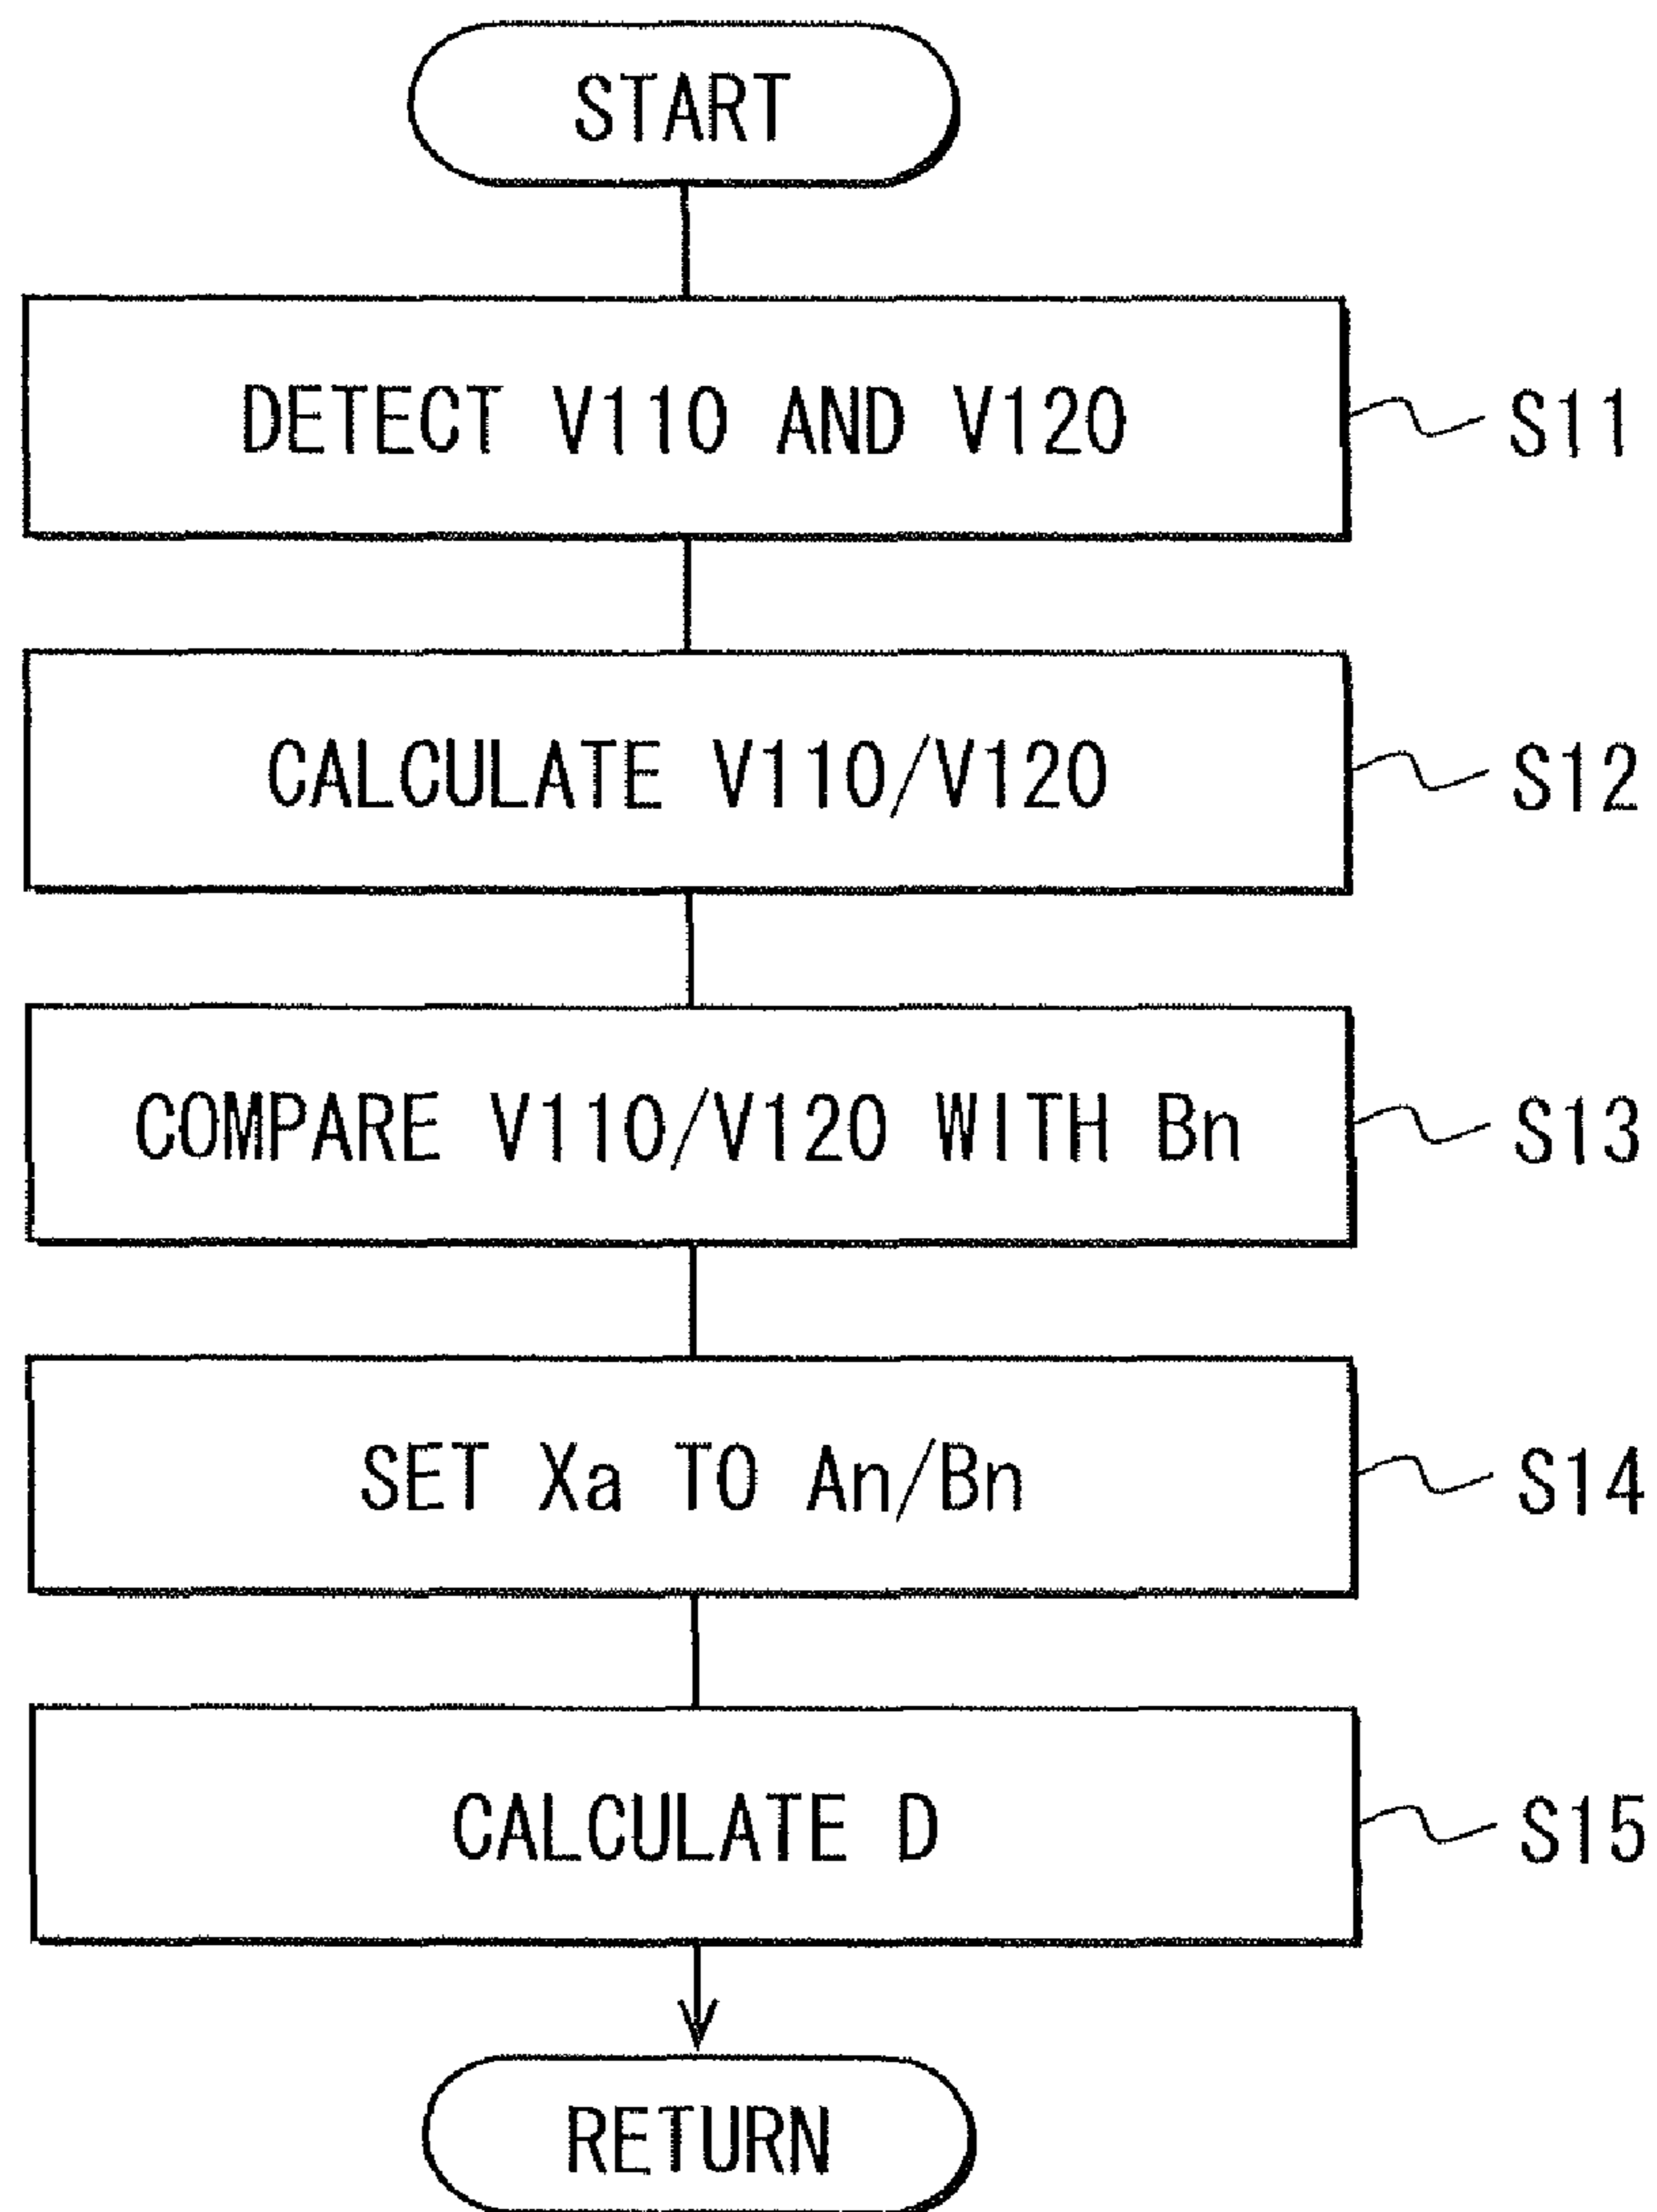 START
DETECT V110 AND V120
S11
CALCULATE V110/V120
S12
COMPARE V110/V120 WITH Bn
S13
SET Xa TO An/Bn
S14
CALCULATE D
S15
RETURN